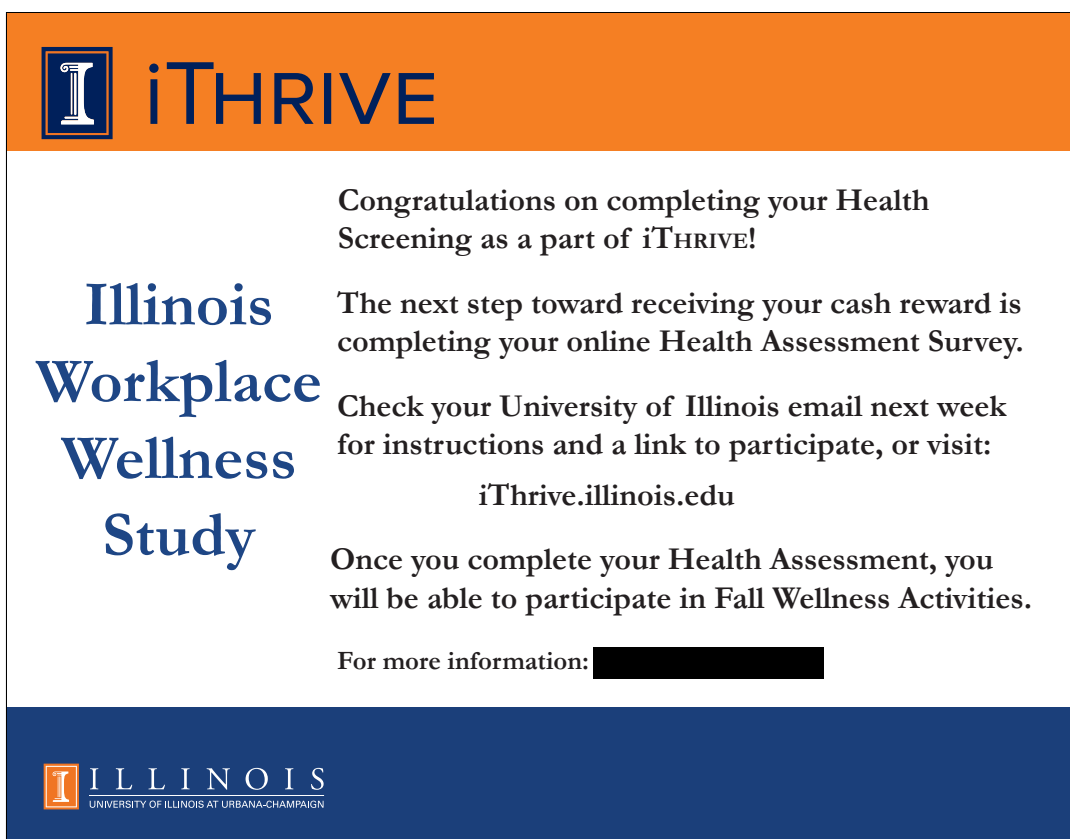 iTHRIVE
Illinois
Workplace
Wellness
Study
Congratulations on completing your Health
Screening as a part of iTHRIVE!
The next step toward receiving your cash reward is
completing your online Health Assessment Survey.
Check your University of Illinois email next week
for instructions and a link to participate, or visit:
iThrive.illinois.edu
Once you complete your Health Assessment, you
will be able to participate in Fall Wellness Activities.
For more information:
ILLINOIS
UNIVERSITY OF ILLINOIS AT URBANA-CHAMPAIGN